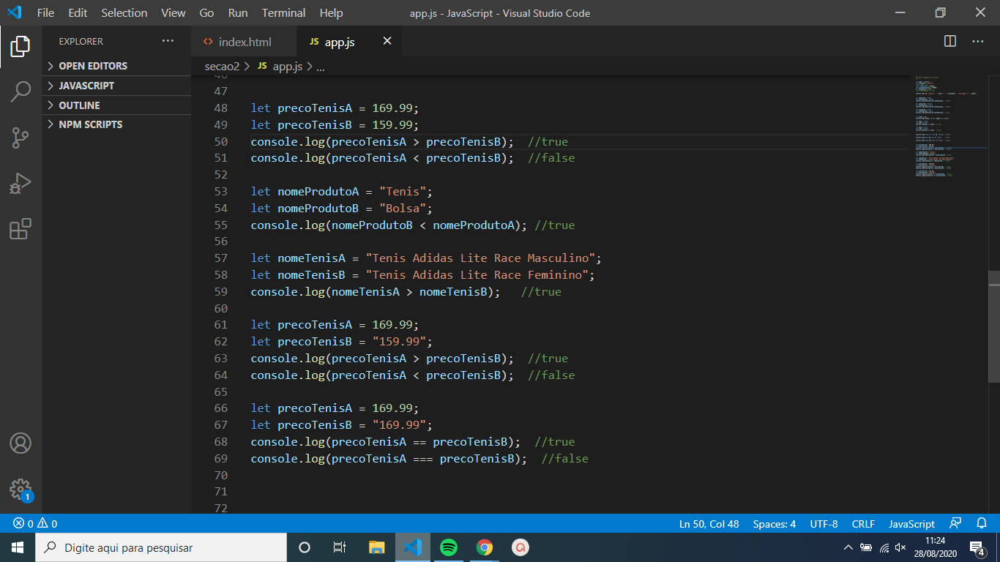 File Edit Selection View Go Run Terminal Help app.js - JavaScript - Visual Studio Code
EXPLORER ···
OPEN EDITORS
JAVASCRIPT
OUTLINE
NPM SCRIPTS
<> index.html JS app.js
secao2 > JS app.js > ...
46
47
48 let precoTenisA = 169.99;
49 let precoTenisB = 159.99;
50 console.log(precoTenisA > precoTenisB); //true
51 console.log(precoTenisA < precoTenisB); //false
52
53 let nomeProdutoA = "Tenis";
54 let nomeProdutoB = "Bolsa";
55 console.log(nomeProdutoB < nomeProdutoA); //true
56
57 let nomeTenisA = "Tenis Adidas Lite Race Masculino";
58 let nomeTenisB = "Tenis Adidas Lite Race Feminino";
59 console.log(nomeTenisA > nomeTenisB); //true
60
61 let precoTenisA = 169.99;
62 let precoTenisB = "159.99";
63 console.log(precoTenisA > precoTenisB); //true
64 console.log(precoTenisA < precoTenisB); //false
65
66 let precoTenisA = 169.99;
67 let precoTenisB = "169.99";
68 console.log(precoTenisA == precoTenisB); //true
69 console.log(precoTenisA === precoTenisB); //false
70
71
72
1
0 0 Ln 50, Col 48 Spaces: 4 UTF-8 CRLF JavaScript
Digite aqui para pesquisar
11:24
28/08/2020
4